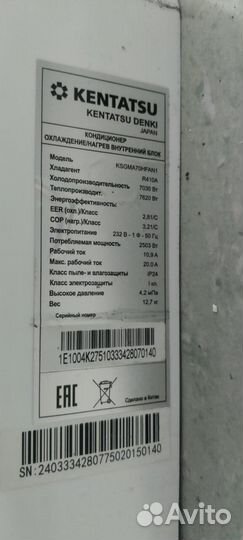 KENTATSU
KENTATSU DENKI
JAPAN
КОНДИЦИОНЕР
ОХЛАЖДЕНИЕ/НАГРЕВ ВНУТРЕННИЙ БЛОК
Модель KSGMA70HFAN1
Хладагент R410A
Холодопроизводительность 7030 Вт
Теплопроизводит. 7620 Вт
Энергоэффективность:
EER (охл.)/Класс 2,81/C
COP (нагр.)/Класс 3,21/C
Электропитание 232 В - 1 Ф - 50 Гц
Потребляемая мощность 2503 Вт
Рабочий ток 10,9 А
Макс. рабочий ток 20,0 А
Класс пыле- и влагозащиты IP24
Класс электрозащиты I кл.
Высокое давление 4,2 мПа
Вес 12,7 кг
Серийный номер
1E1004K27510333428070140
EAC
Сделано в Китае
SN: 2403334280775020150140
Avito